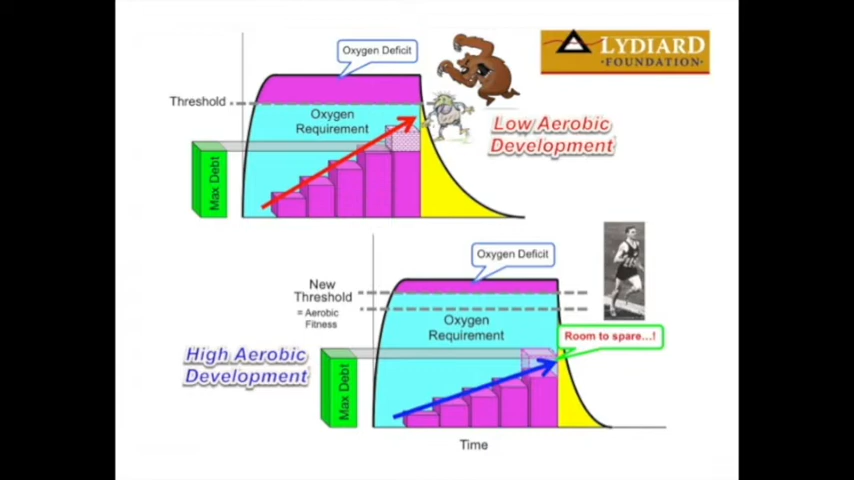 Oxygen Deficit
LYDIARD
·FOUNDATION·
Threshold
Oxygen
Requirement
Low Aerobic
Development
Max Debt
Oxygen Deficit
New
Threshold
= Aerobic
Fitness
Oxygen
Requirement
Room to spare...!
High Aerobic
Development
Max Debt
Time